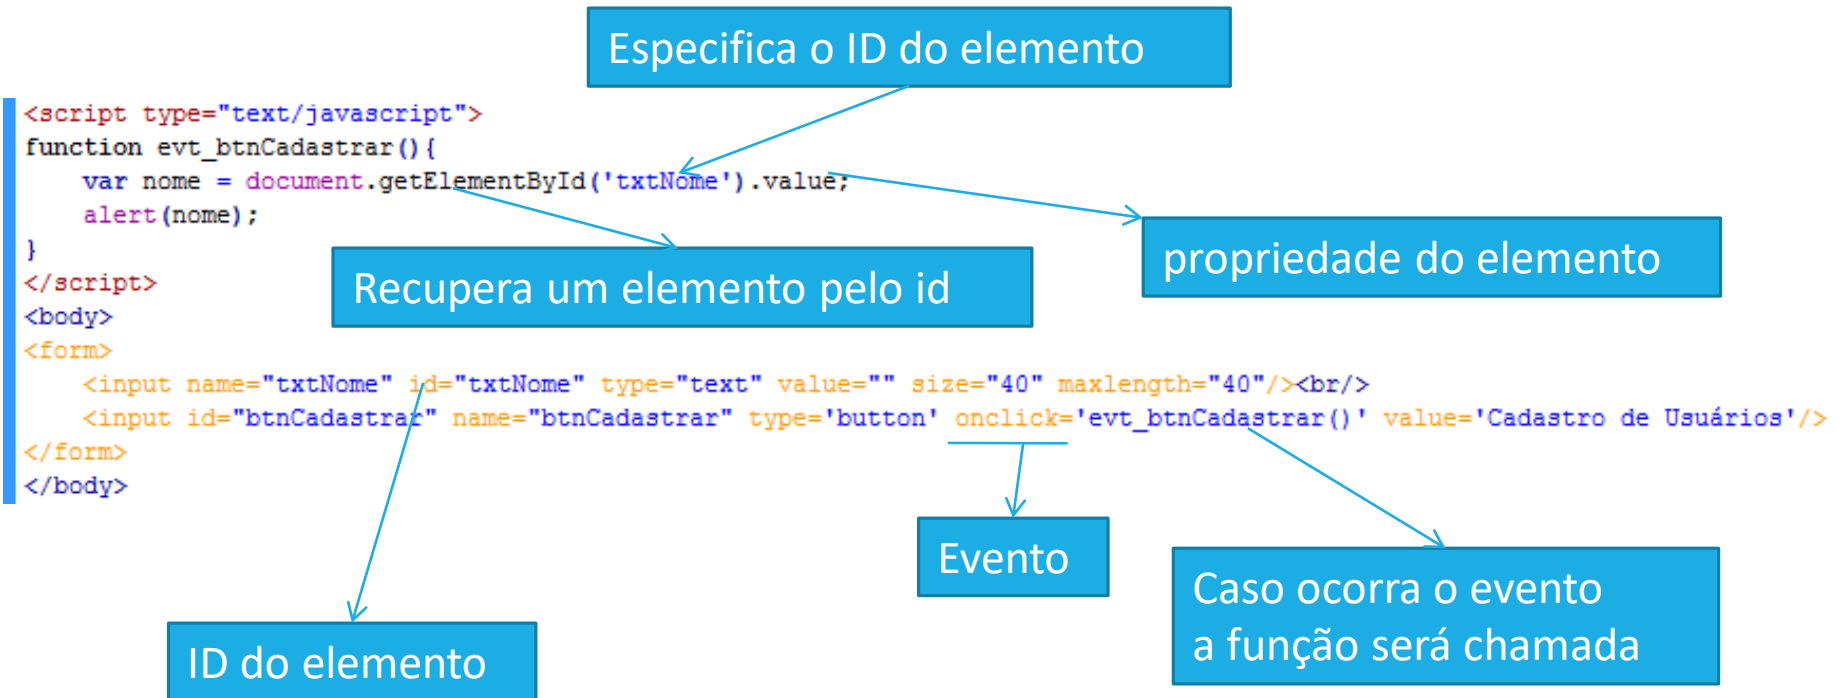 Especifica o ID do elemento
<script type="text/javascript">
function evt_btnCadastrar(){
    var nome = document.getElementById('txtNome').value;
    alert(nome);
}
</script>
<body>
<form>
    <input name="txtNome" id="txtNome" type="text" value="" size="40" maxlength="40"/><br/>
    <input id="btnCadastrar" name="btnCadastrar" type='button' onclick='evt_btnCadastrar()' value='Cadastro de Usuários'/>
</form>
</body>
propriedade do elemento
Recupera um elemento pelo id
Evento
Caso ocorra o evento
a função será chamada
ID do elemento